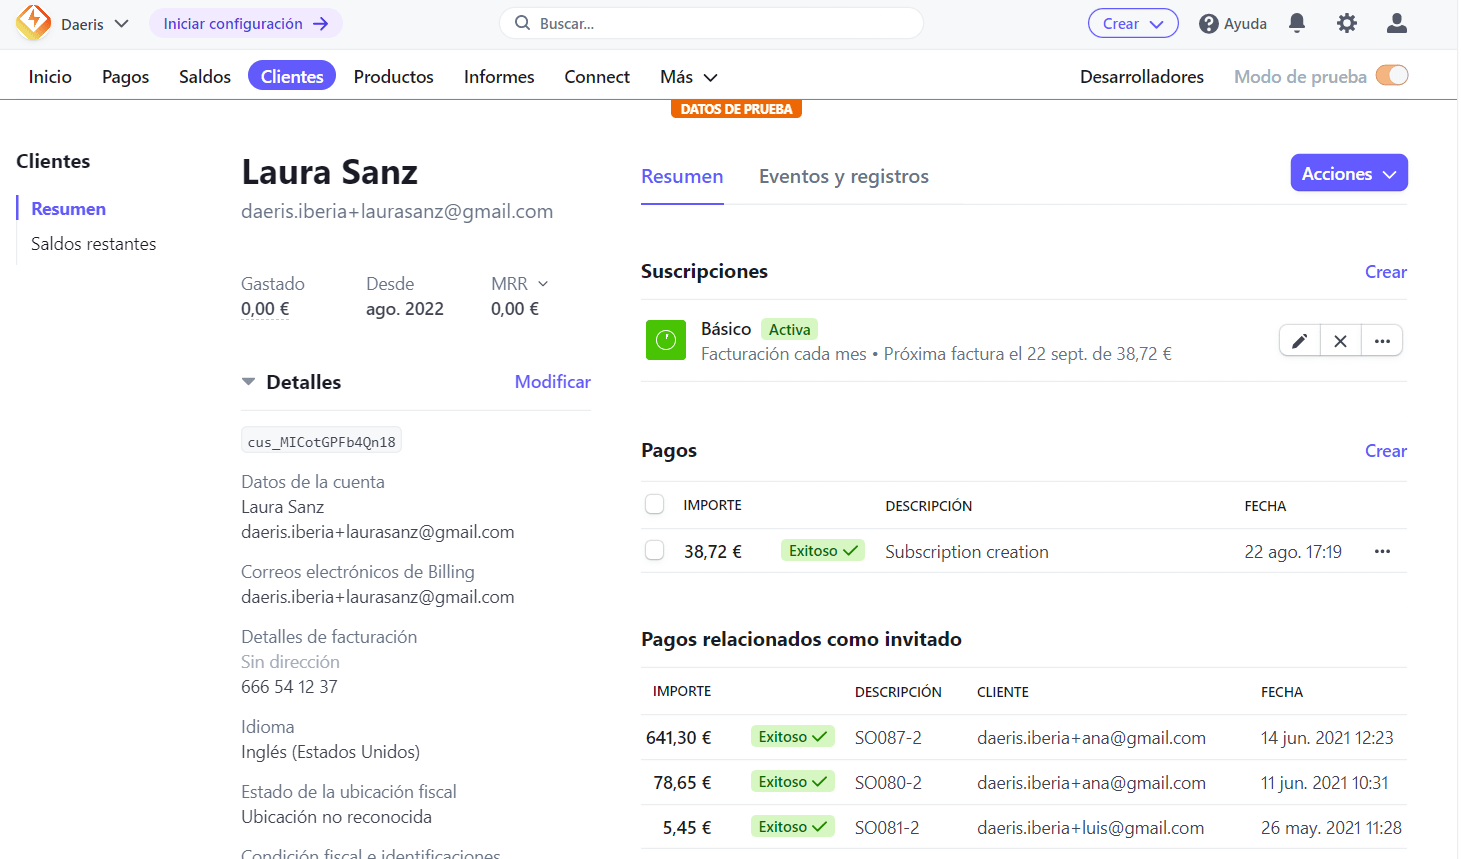 Daeris
Iniciar configuración →
Buscar...
Crear
Ayuda
Inicio
Pagos
Saldos
Clientes
Productos
Informes
Connect
Más
Desarrolladores
Modo de prueba
DATOS DE PRUEBA
Clientes
Resumen
Saldos restantes
Laura Sanz
daeris.iberia+laurasanz@gmail.com
Gastado
Desde
MRR
0,00 €
ago. 2022
0,00 €
Detalles
Modificar
cus_MICotGPFb4Qn18
Datos de la cuenta
Laura Sanz
daeris.iberia+laurasanz@gmail.com
Correos electrónicos de Billing
daeris.iberia+laurasanz@gmail.com
Detalles de facturación
Sin dirección
666 54 12 37
Idioma
Inglés (Estados Unidos)
Estado de la ubicación fiscal
Ubicación no reconocida
Condición fiscal e identificaciones
Resumen
Eventos y registros
Acciones
Suscripciones
Crear
Básico Activa
Facturación cada mes • Próxima factura el 22 sept. de 38,72 €
Pagos
Crear
IMPORTE DESCRIPCIÓN FECHA
38,72 € Exitoso Subscription creation 22 ago. 17:19
Pagos relacionados como invitado
IMPORTE DESCRIPCIÓN CLIENTE FECHA
641,30 € Exitoso SO087-2 daeris.iberia+ana@gmail.com 14 jun. 2021 12:23
78,65 € Exitoso SO080-2 daeris.iberia+ana@gmail.com 11 jun. 2021 10:31
5,45 € Exitoso SO081-2 daeris.iberia+luis@gmail.com 26 may. 2021 11:28